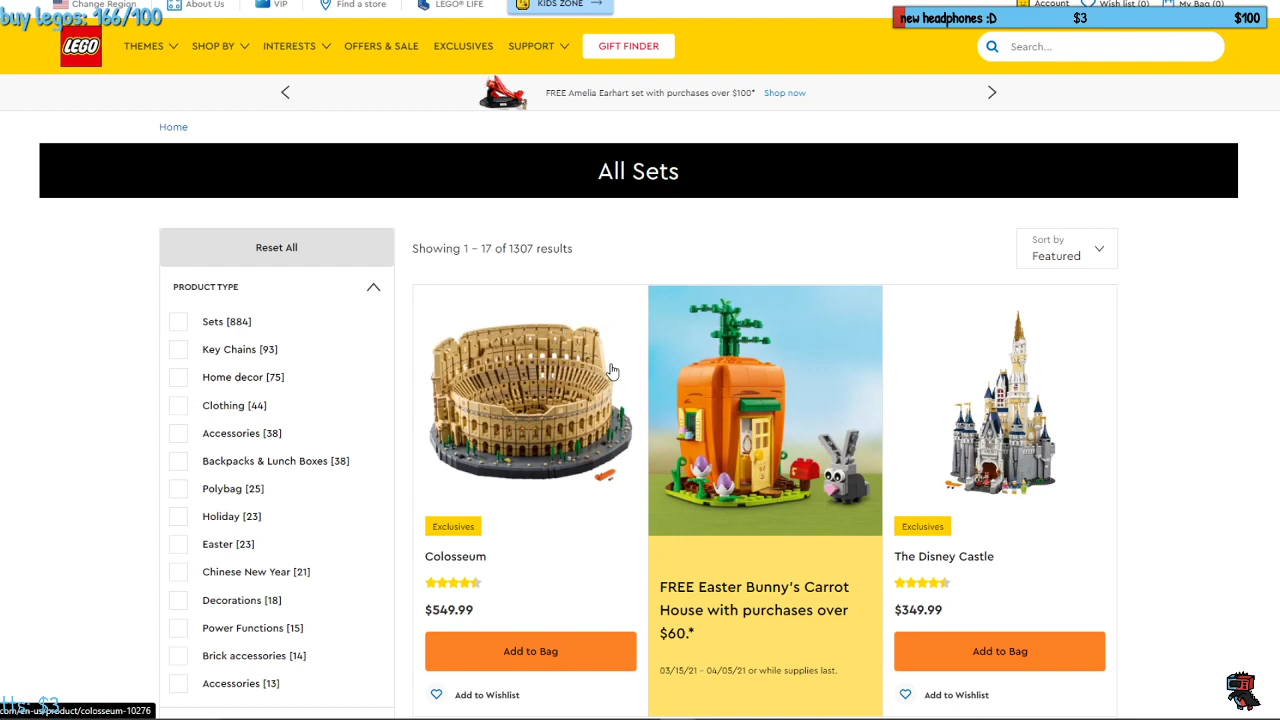 Change Region
About Us
VIP
Find a store
LEGO® LIFE
KIDS ZONE
Account
Wish list (0)
My Bag (0)
buy legos: 166/100
new headphones :D
$3
$100
LEGO
THEMES
SHOP BY
INTERESTS
OFFERS & SALE
EXCLUSIVES
SUPPORT
GIFT FINDER
Search...
FREE Amelia Earhart set with purchases over $100* Shop now
Home
All Sets
Reset All
Showing 1 - 17 of 1307 results
Sort by
Featured
PRODUCT TYPE
Sets [884]
Key Chains [93]
Home decor [75]
Clothing [44]
Accessories [38]
Backpacks & Lunch Boxes [38]
Polybag [25]
Holiday [23]
Easter [23]
Chinese New Year [21]
Decorations [18]
Power Functions [15]
Brick accessories [14]
Accessories [13]
Exclusives
Colosseum
$549.99
Add to Bag
Add to Wishlist
FREE Easter Bunny's Carrot
House with purchases over
$60.*
03/15/21 - 04/05/21 or while supplies last.
Exclusives
The Disney Castle
$349.99
Add to Bag
Add to Wishlist
$3
com/en-us/product/colosseum-10276